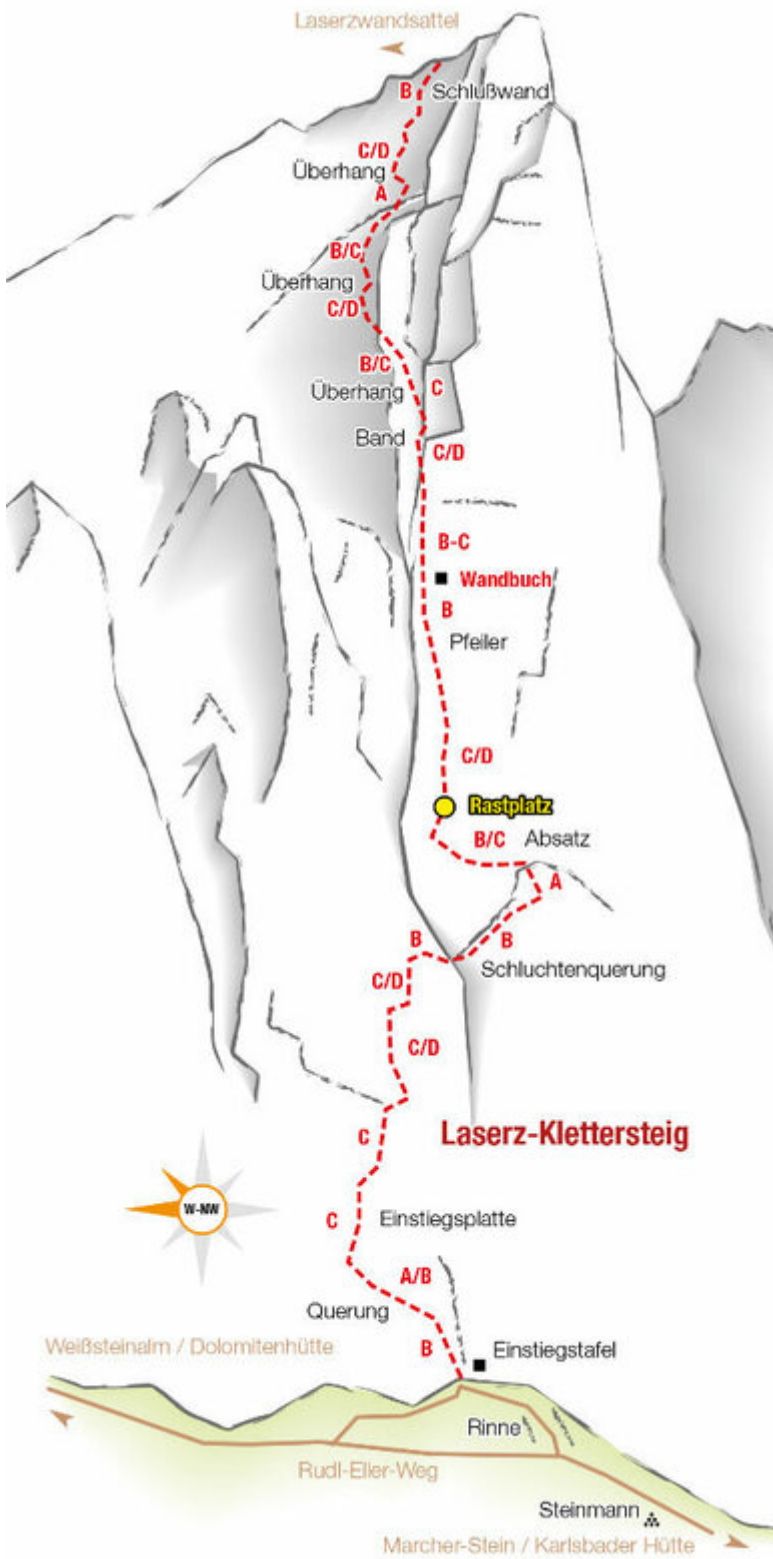 Laserzwandsattel
B
Schlußwand
C/D
Überhang
A
B/C
Überhang
C/D
B/C
Überhang
C
Band
C/D
B-C
Wandbuch
B
Pfeiler
C/D
Rastplatz
B/C
Absatz
A
B
B
Schluchtenquerung
C/D
C/D
Laserz-Klettersteig
C
W-NW
C
Einstiegsplatte
A/B
Querung
Weißsteinalm / Dolomitenhütte
B
Einstiegstafel
Rinne
Rudl-Eller-Weg
Steinmann
Marcher-Stein / Karlsbader Hütte